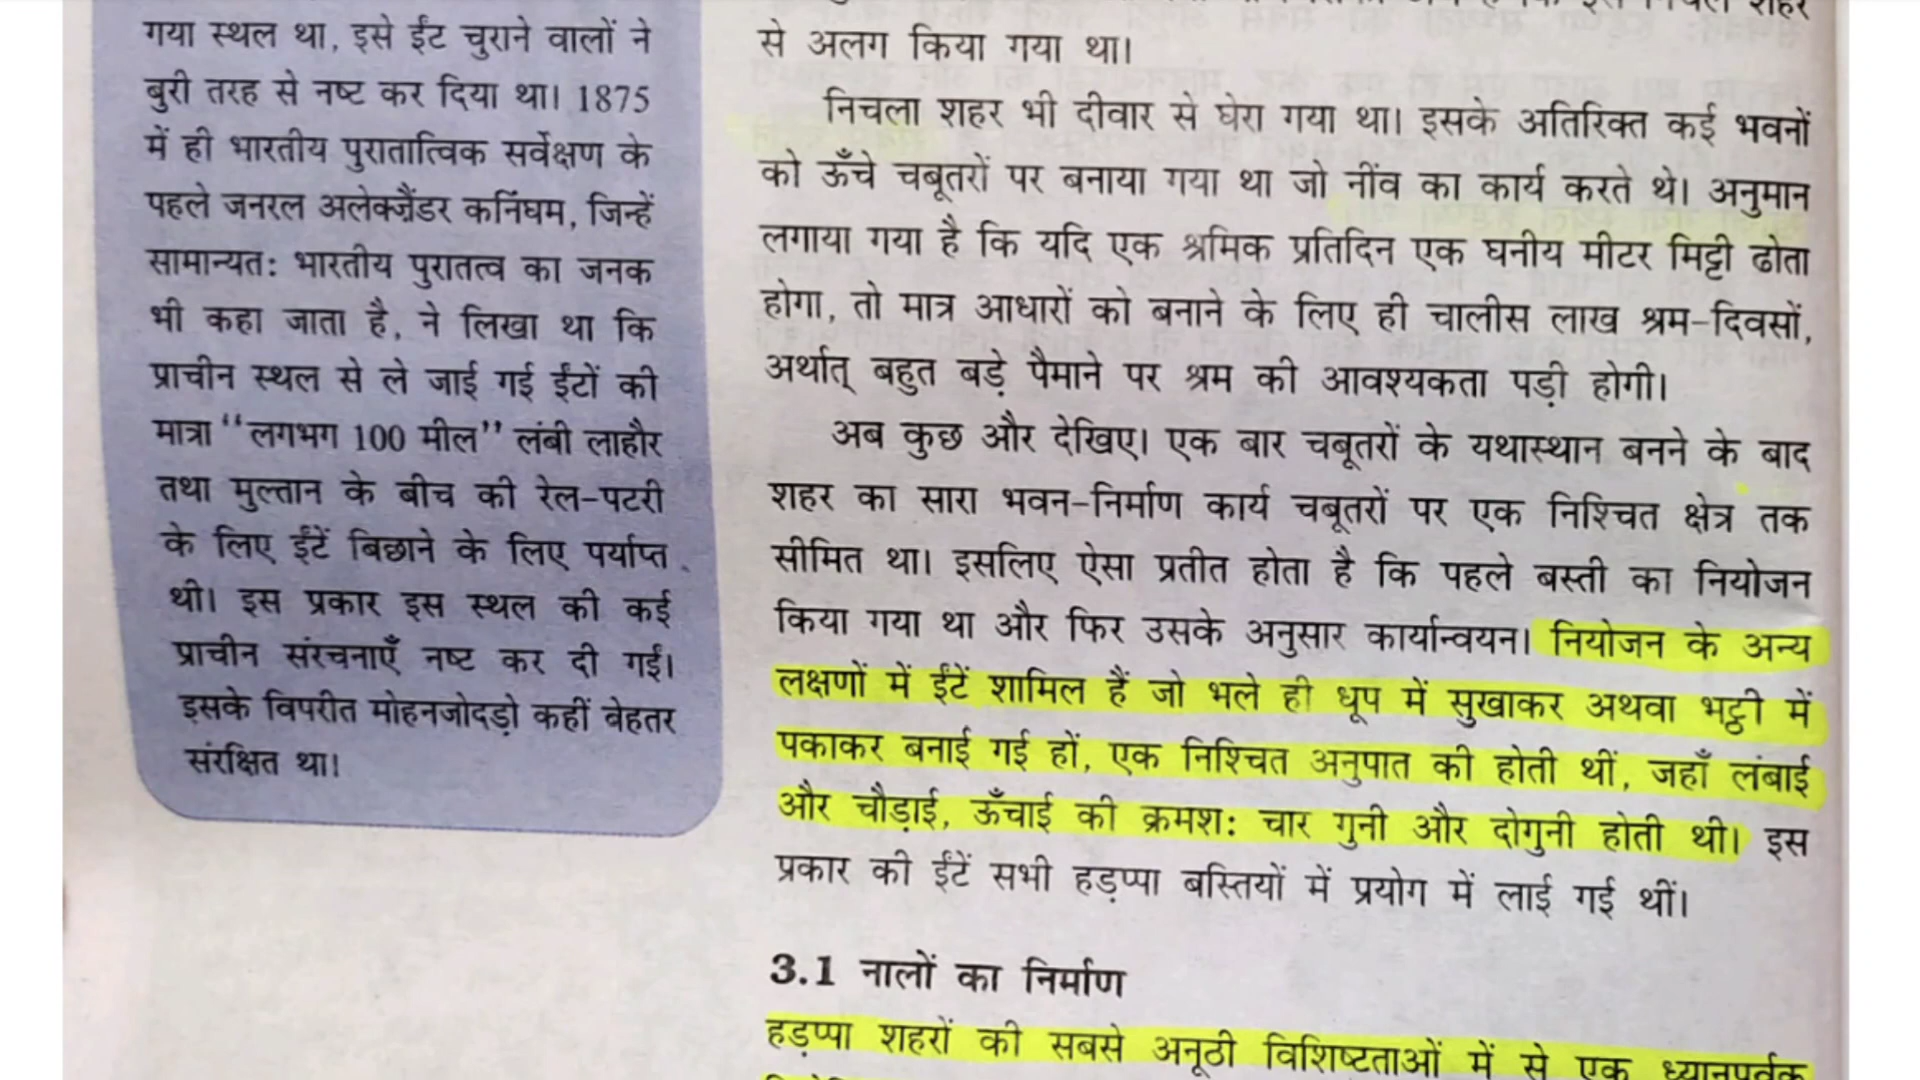 गया स्थल था, इसे ईंट चुराने वालों ने
बुरी तरह से नष्ट कर दिया था। 1875
में ही भारतीय पुरातात्विक सर्वेक्षण के
पहले जनरल अलेक्जैंडर कनिंघम, जिन्हें
सामान्यत: भारतीय पुरातत्व का जनक
भी कहा जाता है, ने लिखा था कि
प्राचीन स्थल से ले जाई गई ईंटों की
मात्रा “लगभग 100 मील” लंबी लाहौर
तथा मुल्तान के बीच की रेल-पटरी
के लिए ईंटें बिछाने के लिए पर्याप्त
थी। इस प्रकार इस स्थल की कई
प्राचीन संरचनाएँ नष्ट कर दी गईं।
इसके विपरीत मोहनजोदड़ो कहीं बेहतर
संरक्षित था।
शहर
से अलग किया गया था।
निचला शहर भी दीवार से घेरा गया था। इसके अतिरिक्त कई भवनों
को ऊँचे चबूतरों पर बनाया गया था जो नींव का कार्य करते थे। अनुमान
लगाया गया है कि यदि एक श्रमिक प्रतिदिन एक घनीय मीटर मिट्टी ढोता
होगा, तो मात्र आधारों को बनाने के लिए ही चालीस लाख श्रम-दिवसों,
अर्थात् बहुत बड़े पैमाने पर श्रम की आवश्यकता पड़ी होगी।
अब कुछ और देखिए। एक बार चबूतरों के यथास्थान बनने के बाद
शहर का सारा भवन-निर्माण कार्य चबूतरों पर एक निश्चित क्षेत्र तक
सीमित था। इसलिए ऐसा प्रतीत होता है कि पहले बस्ती का नियोजन
किया गया था और फिर उसके अनुसार कार्यान्वयन। नियोजन के अन्य
लक्षणों में ईंटें शामिल हैं जो भले ही धूप में सुखाकर अथवा भट्ठी में
पकाकर बनाई गई हों, एक निश्चित अनुपात की होती थीं, जहाँ लंबाई
और चौड़ाई, ऊँचाई की क्रमश: चार गुनी और दोगुनी होती थी। इस
प्रकार की ईंटें सभी हड़प्पा बस्तियों में प्रयोग में लाई गई थीं।
3.1 नालों का निर्माण
हड़प्पा शहरों की सबसे अनूठी विशिष्टताओं में से एक ध्यानपूर्वक